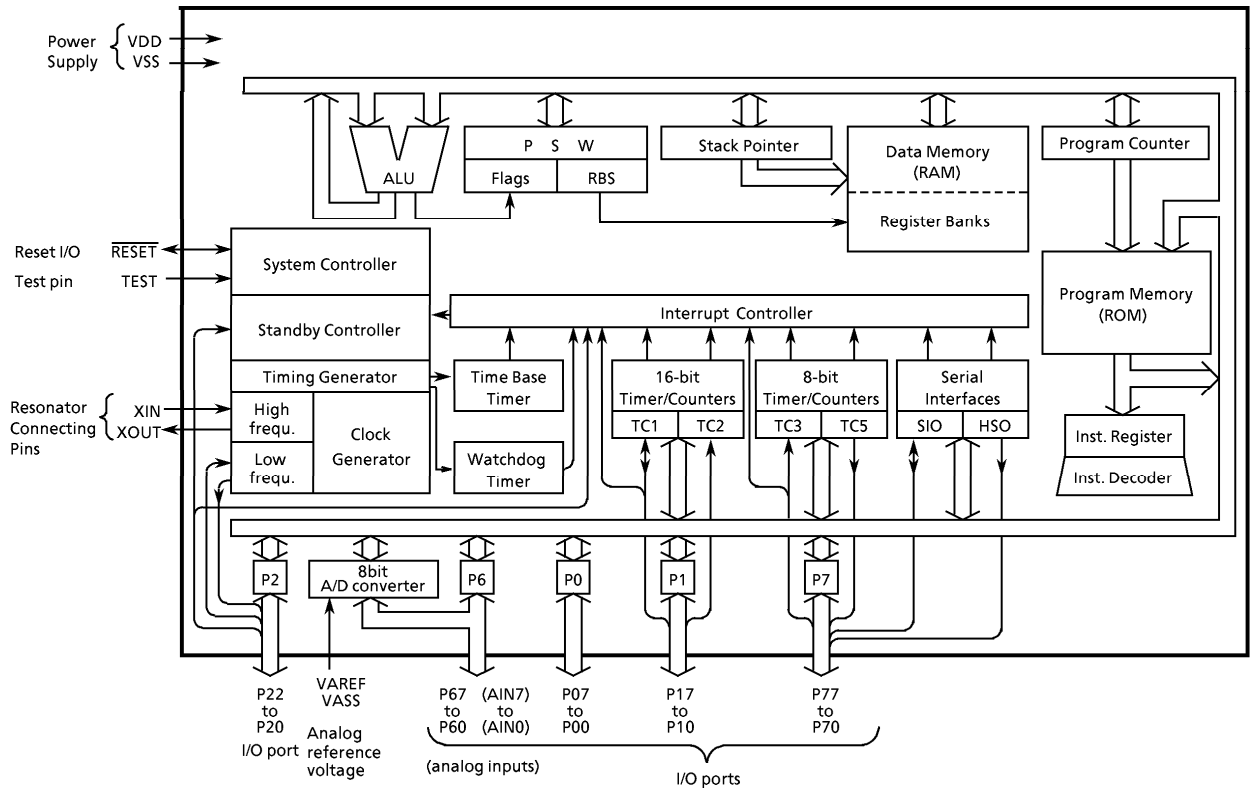 Power
Supply
VDD
VSS
P S W
Flags
RBS
ALU
Stack Pointer
Data Memory
(RAM)
Register Banks
Program Counter
Reset I/O
RESET
Test pin
TEST
System Controller
Standby Controller
Interrupt Controller
Program Memory
(ROM)
Timing Generator
Time Base
Timer
16-bit
Timer/Counters
TC1
TC2
8-bit
Timer/Counters
TC3
TC5
Serial
Interfaces
SIO
HSO
Resonator
Connecting
Pins
XIN
XOUT
High
frequ.
Low
frequ.
Clock
Generator
Watchdog
Timer
Inst. Register
Inst. Decoder
P2
8bit
A/D converter
P6
P0
P1
P7
P22
to
P20
I/O port
VAREF
VASS
Analog
reference
voltage
P67
to
P60
(AIN7)
to
(AIN0)
(analog inputs)
P07
to
P00
P17
to
P10
P77
to
P70
I/O ports